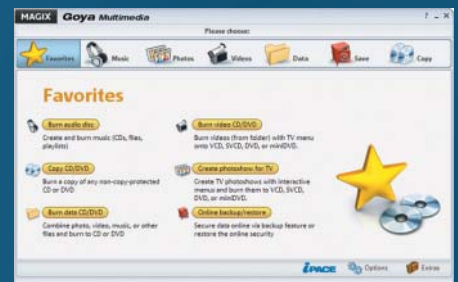 MAGIX Goya Multimedia ? _ X
Please choose:
Favorites Music Photos Videos Data Save Copy
Favorites
Burn audio disc
Create and burn music (CDs, files,
playlists)
Burn video CD/DVD
Burn videos (from folder) with TV menu
onto VCD, SVCD, DVD, or miniDVD.
Copy CD/DVD
Burn a copy of any non-copy-protected
CD or DVD
Create photoshow for TV
Create TV photoshows with interactive
menus and burn them to VCD, SVCD,
DVD, or miniDVD.
Burn data CD/DVD
Combine photo, video, music, or other
files and burn to CD or DVD
Online backup/restore
Secure data online via backup feature or
restore the online security
iPACE Options Extras